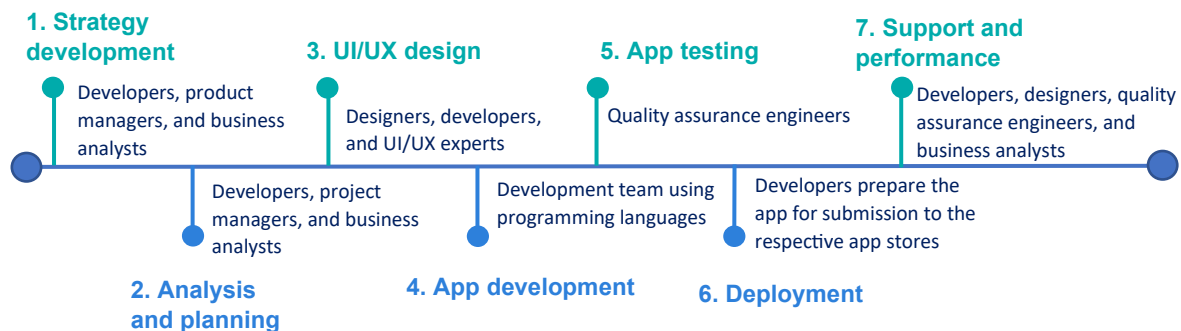 1. Strategy
development
Developers, product
managers, and business
analysts
2. Analysis
and planning
Developers, project
managers, and business
analysts
3. UI/UX design
Designers, developers,
and UI/UX experts
4. App development
Development team using
programming languages
5. App testing
Quality assurance engineers
6. Deployment
Developers prepare the
app for submission to the
respective app stores
7. Support and
performance
Developers, designers, quality
assurance engineers, and
business analysts